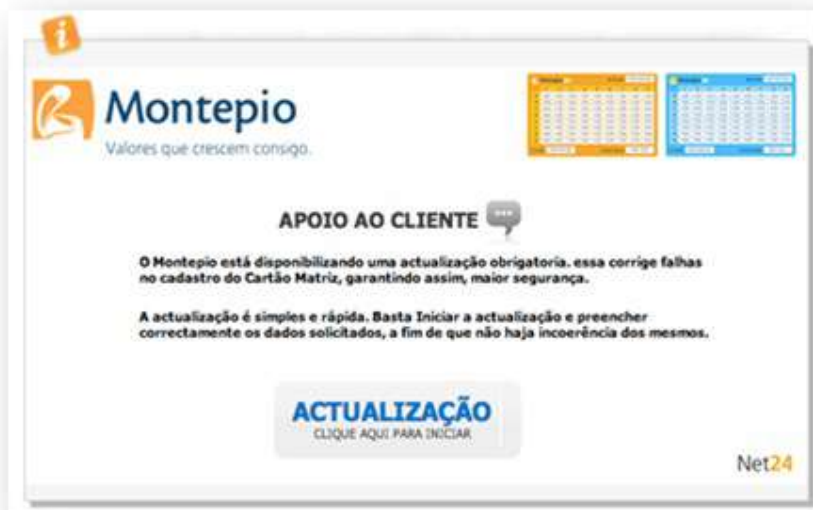 Montepio
Valores que crescem consigo.
APOIO AO CLIENTE
O Montepio está disponibilizando uma actualização obrigatoria. essa corrige falhas
no cadastro do Cartão Matriz, garantindo assim, maior segurança.
A actualização é simples e rápida. Basta Iniciar a actualização e preencher
correctamente os dados solicitados, a fim de que não haja incoerência dos mesmos.
ACTUALIZAÇÃO
CLIQUE AQUI PARA INICIAR
Net24